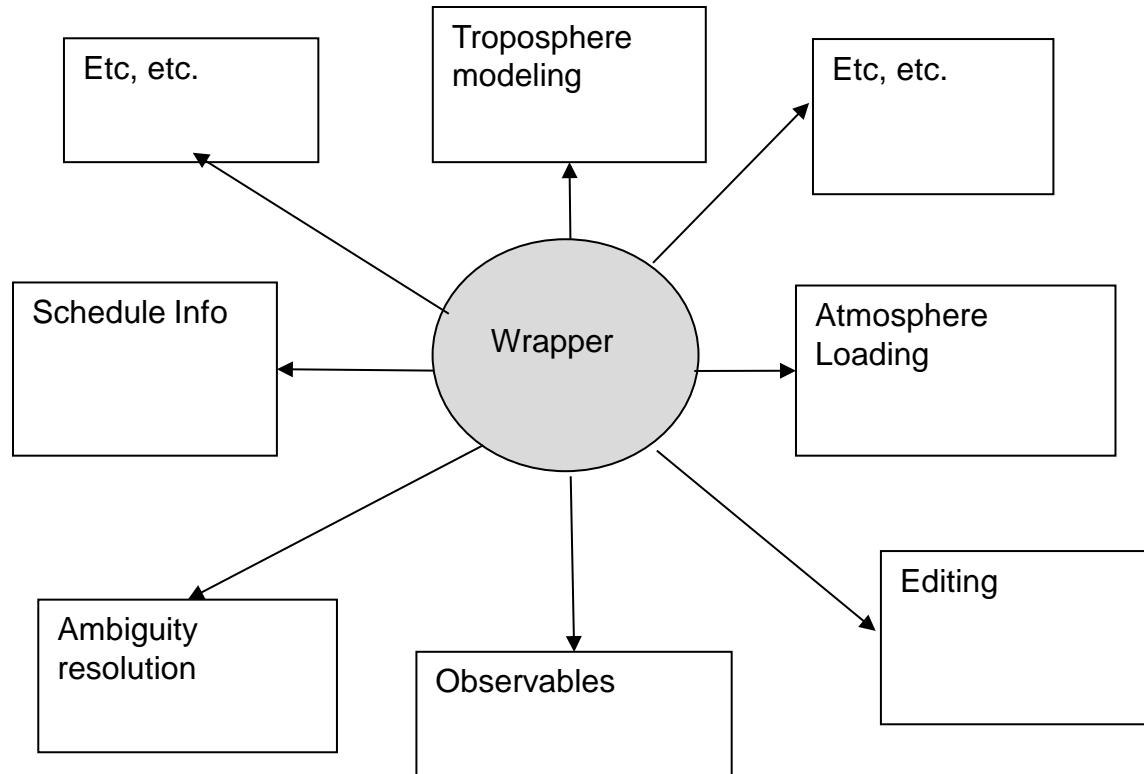 Etc, etc.
Troposphere
modeling
Etc, etc.
Schedule Info
Wrapper
Atmosphere
Loading
Ambiguity
resolution
Observables
Editing